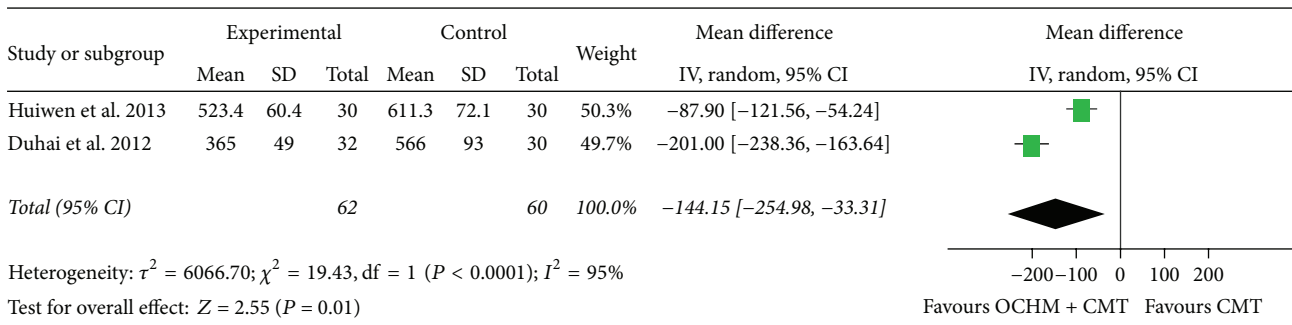 Study or subgroup Experimental Control Weight Mean difference Mean difference
Mean SD Total Mean SD Total IV, random, 95% CI IV, random, 95% CI
Huiwen et al. 2013 523.4 60.4 30 611.3 72.1 30 50.3% −87.90 [−121.56, −54.24]
Duhai et al. 2012 365 49 32 566 93 30 49.7% −201.00 [−238.36, −163.64]
Total (95% CI) 62 60 100.0% −144.15 [−254.98, −33.31]
Heterogeneity: τ² = 6066.70; χ² = 19.43, df = 1 (P < 0.0001); I² = 95%
Test for overall effect: Z = 2.55 (P = 0.01)
−200 −100 0 100 200
Favours OCHM + CMT Favours CMT